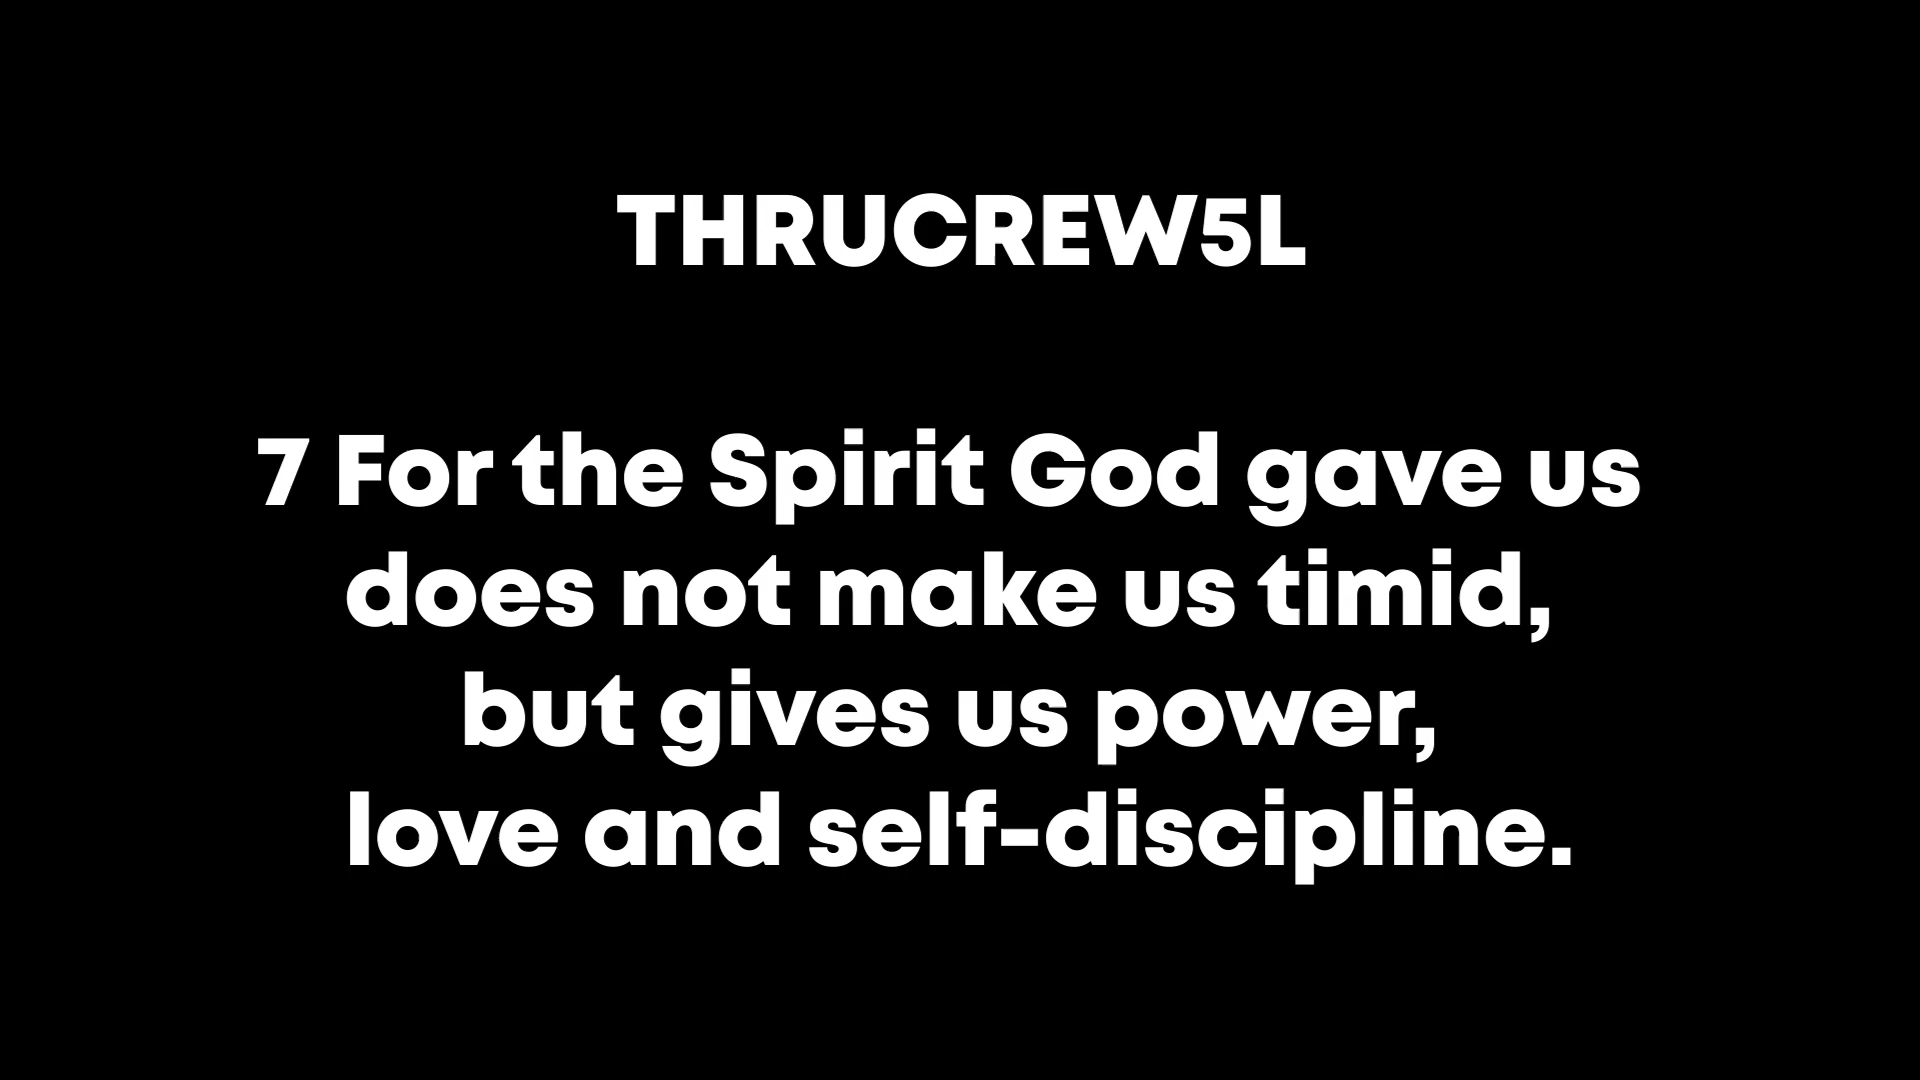 THRUCREW5L
7 For the Spirit God gave us
does not make us timid,
but gives us power,
love and self-discipline.